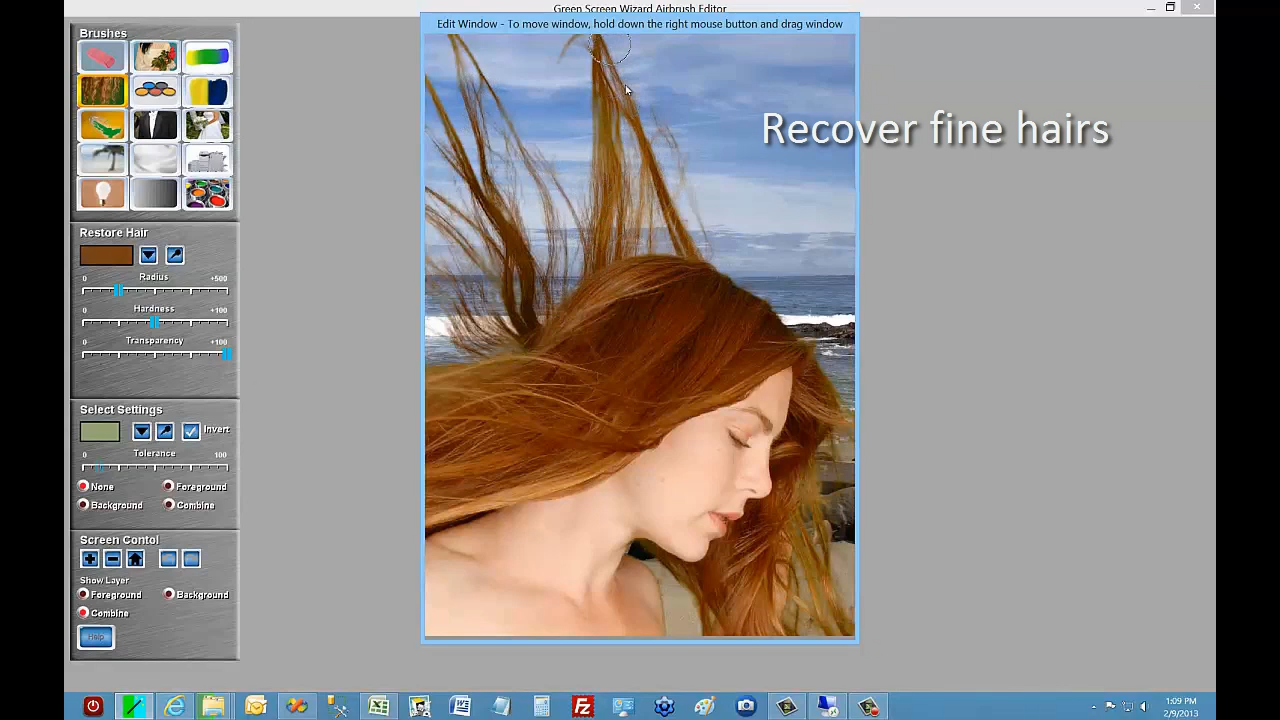 Green Screen Wizard Airbrush Editor
Edit Window - To move window, hold down the right mouse button and drag window
Brushes
Recover fine hairs
Restore Hair
0 Radius +500
0 Hardness +100
0 Transparency +100
Select Settings
Invert
0 Tolerance 100
None Foreground
Background Combine
Screen Contol
Show Layer
Foreground Background
Combine
Help
1:09 PM
2/9/2013